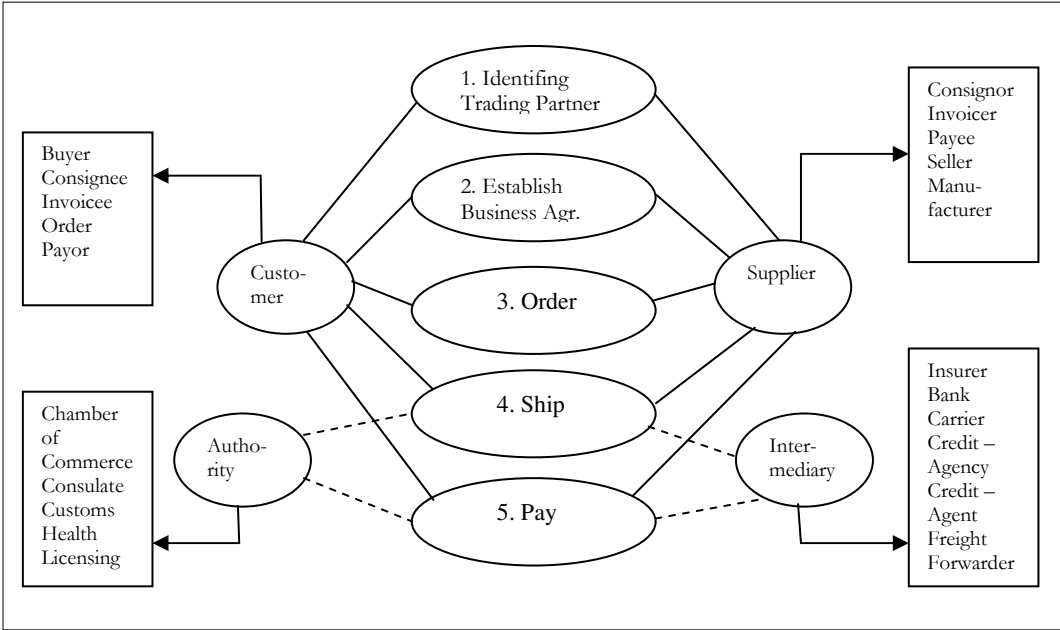 1. Identifing
Trading Partner
Consignor
Invoicer
Payee
Seller
Manu-
facturer
Buyer
Consignee
Invoicee
Order
Payor
2. Establish
Business Agr.
Custo-
mer
Supplier
3. Order
4. Ship
Insurer
Bank
Carrier
Credit –
Agency
Credit –
Agent
Freight
Forwarder
Chamber
of
Commerce
Consulate
Customs
Health
Licensing
Autho-
rity
Inter-
mediary
5. Pay